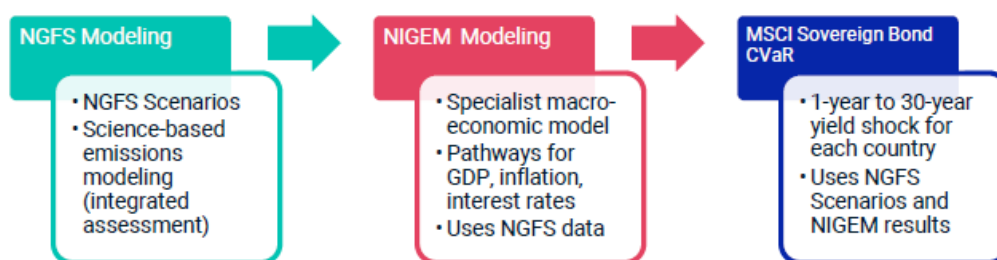 NGFS Modeling
• NGFS Scenarios
• Science-based
emissions
modeling
(integrated
assessment)
NIGEM Modeling
• Specialist macro-
economic model
• Pathways for
GDP, inflation,
interest rates
• Uses NGFS data
MSCI Sovereign Bond
CVaR
• 1-year to 30-year
yield shock for
each country
• Uses NGFS
Scenarios and
NIGEM results